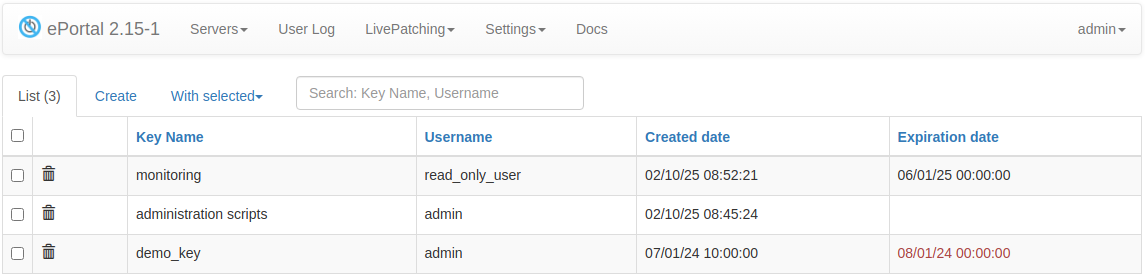 ePortal 2.15-1 Servers User Log LivePatching Settings Docs admin
List (3) Create With selected Search: Key Name, Username
Key Name Username Created date Expiration date
monitoring read_only_user 02/10/25 08:52:21 06/01/25 00:00:00
administration scripts admin 02/10/25 08:45:24
demo_key admin 07/01/24 10:00:00 08/01/24 00:00:00